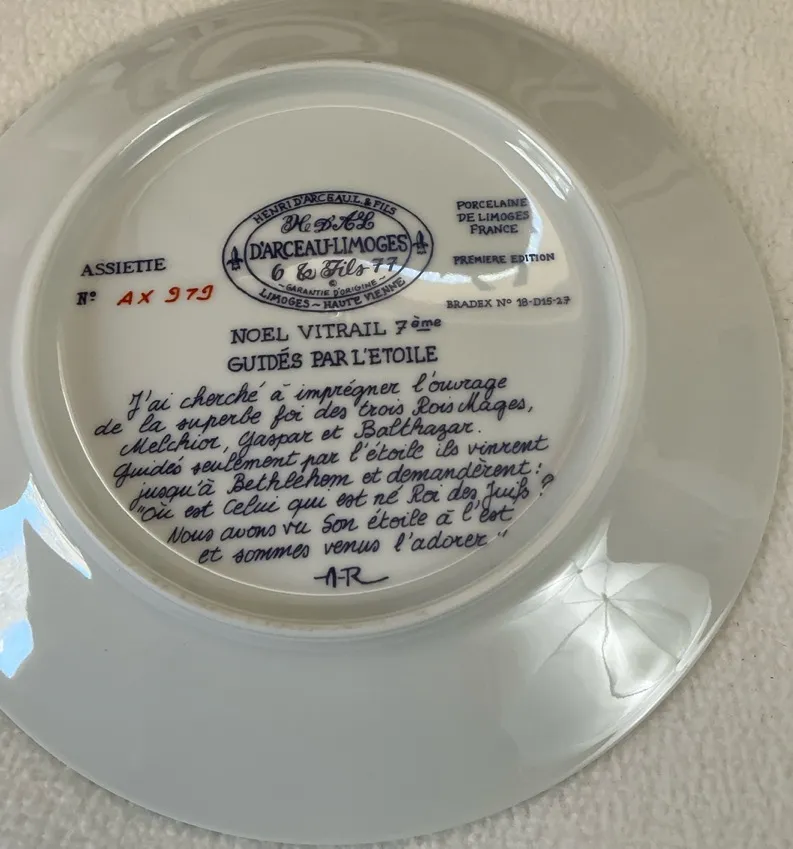 HENRI D'ARCEAU & FILS
H. D'A & L
D'ARCEAU-LIMOGES
6 & Fils 77
©
GARANTIE D'ORIGINE
LIMOGES - HAUTE VIENNE
PORCELAINE
DE LIMOGES
FRANCE
ASSIETTE
Nº AX 979
PREMIERE EDITION
BRADEX Nº 18-D15-27
NOEL VITRAIL 7ème
GUIDÉS PAR L'ETOILE
J'ai cherché à imprégner l'ouvrage
de la superbe foi des trois Rois Mages,
Melchior, Gaspar et Balthazar.
Guidés seulement par l'étoile ils vinrent
jusqu'à Bethléhem et demandèrent:
"Où est Celui qui est né Roi des Juifs ?
Nous avons vu Son étoile à l'est
et sommes venus l'adorer."
A-R